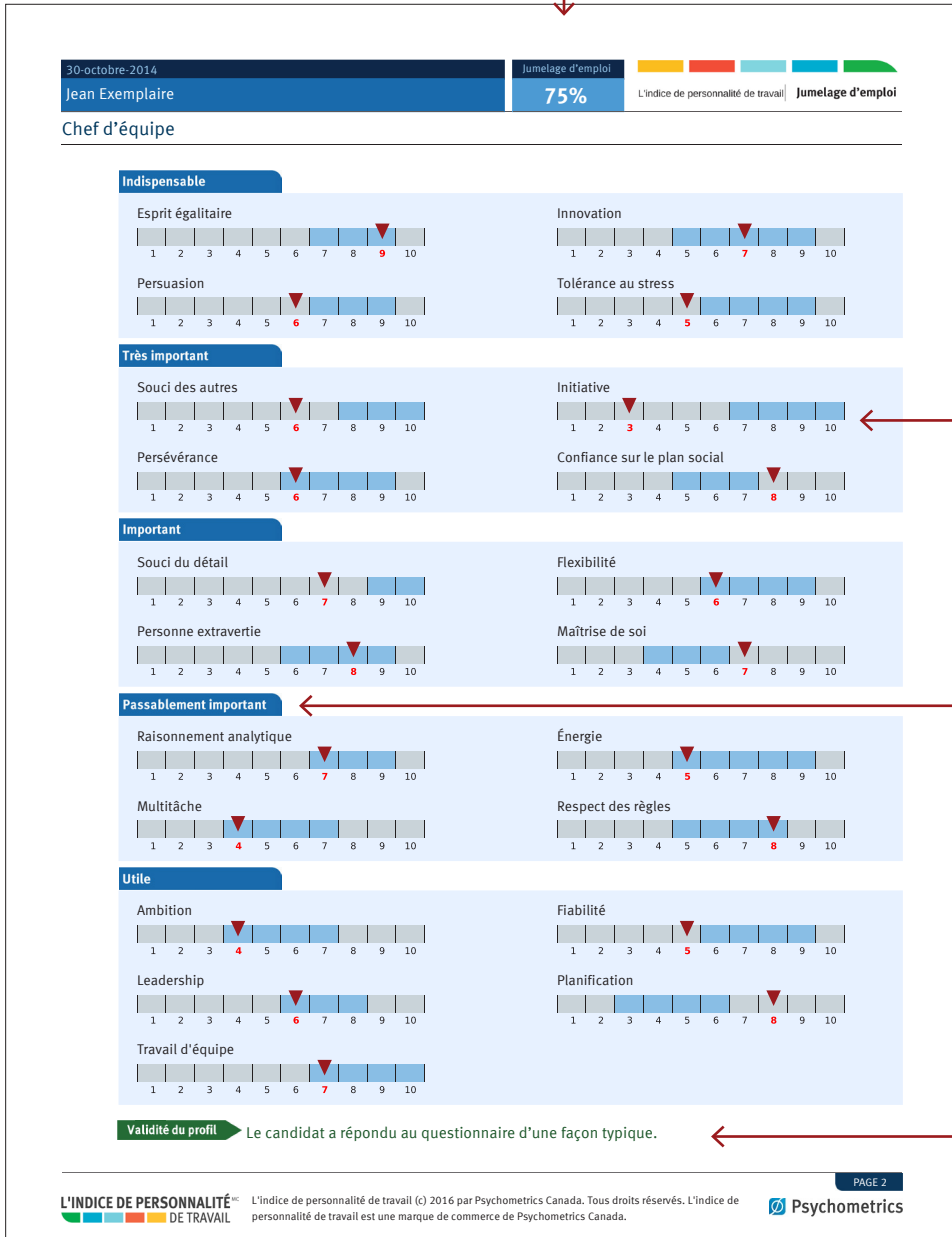 30-octobre-2014
Jean Exemplaire
Jumelage d'emploi
75%
L'indice de personnalité de travail Jumelage d'emploi
Chef d'équipe
Indispensable
Esprit égalitaire
1 2 3 4 5 6 7 8 9 10
Innovation
1 2 3 4 5 6 7 8 9 10
Persuasion
1 2 3 4 5 6 7 8 9 10
Tolérance au stress
1 2 3 4 5 6 7 8 9 10
Très important
Souci des autres
1 2 3 4 5 6 7 8 9 10
Initiative
1 2 3 4 5 6 7 8 9 10
Persévérance
1 2 3 4 5 6 7 8 9 10
Confiance sur le plan social
1 2 3 4 5 6 7 8 9 10
Important
Souci du détail
1 2 3 4 5 6 7 8 9 10
Flexibilité
1 2 3 4 5 6 7 8 9 10
Personne extravertie
1 2 3 4 5 6 7 8 9 10
Maîtrise de soi
1 2 3 4 5 6 7 8 9 10
Passablement important
Raisonnement analytique
1 2 3 4 5 6 7 8 9 10
Énergie
1 2 3 4 5 6 7 8 9 10
Multitâche
1 2 3 4 5 6 7 8 9 10
Respect des règles
1 2 3 4 5 6 7 8 9 10
Utile
Ambition
1 2 3 4 5 6 7 8 9 10
Fiabilité
1 2 3 4 5 6 7 8 9 10
Leadership
1 2 3 4 5 6 7 8 9 10
Planification
1 2 3 4 5 6 7 8 9 10
Travail d'équipe
1 2 3 4 5 6 7 8 9 10
Validité du profil Le candidat a répondu au questionnaire d'une façon typique.
PAGE 2
L'INDICE DE PERSONNALITÉ MC
DE TRAVAIL
L'indice de personnalité de travail (c) 2016 par Psychometrics Canada. Tous droits réservés. L'indice de
personnalité de travail est une marque de commerce de Psychometrics Canada.
Psychometrics